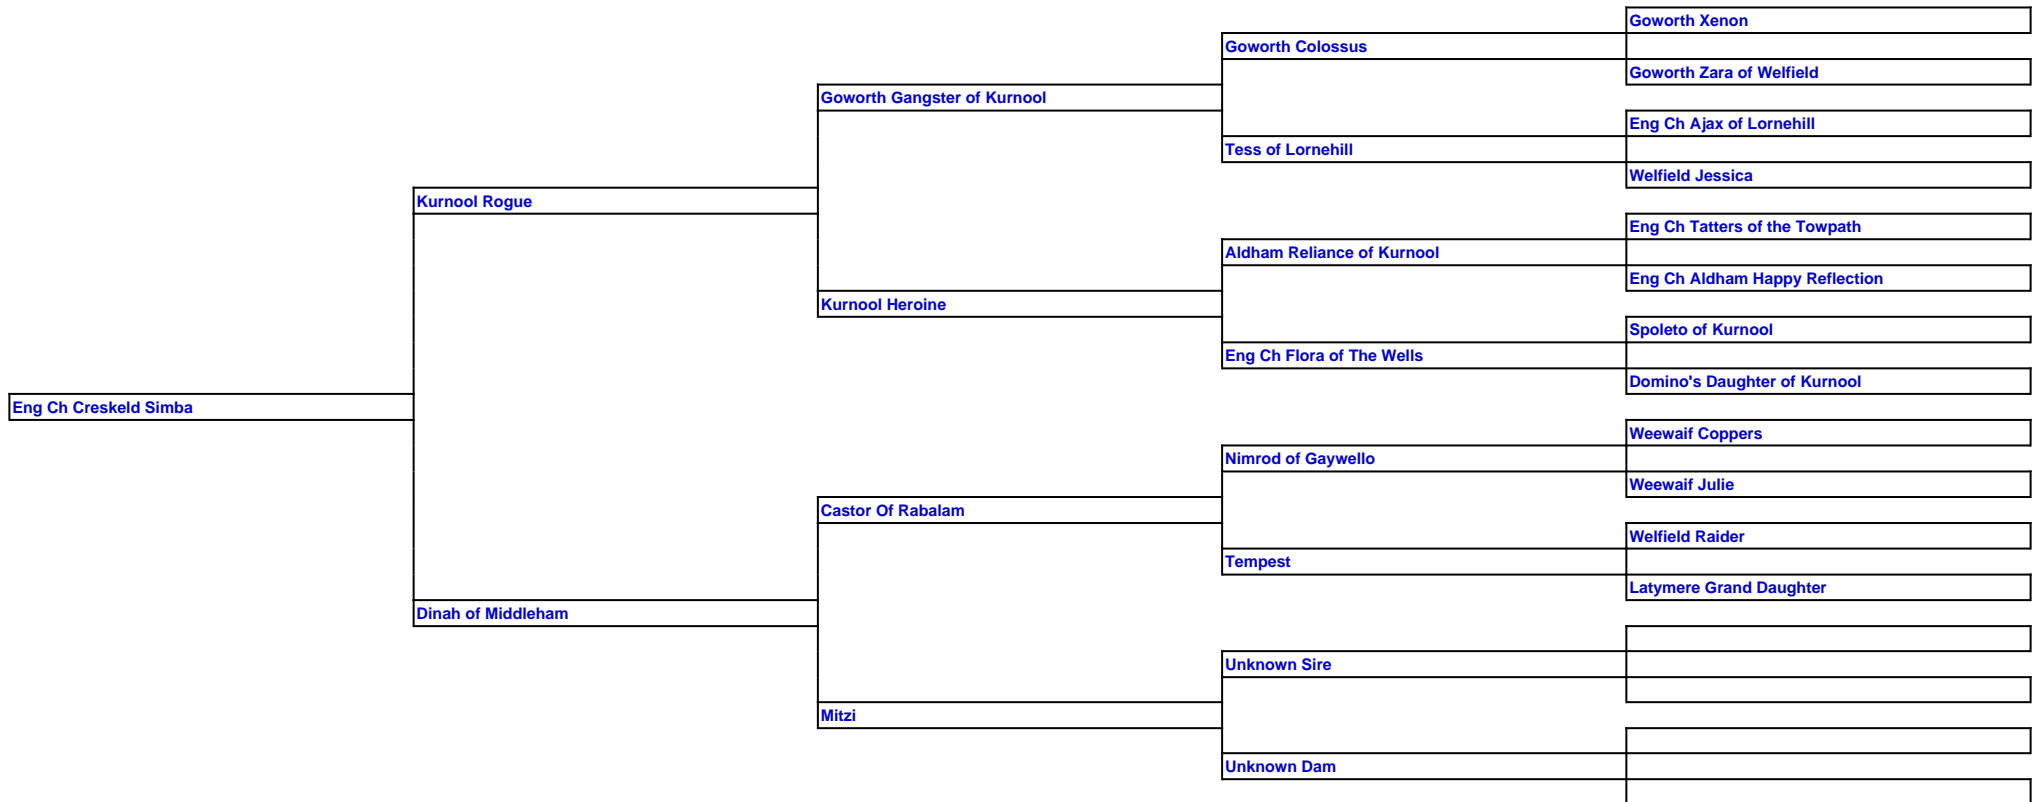 Goworth Xenon
Goworth Colossus
Goworth Zara of Welfield
Goworth Gangster of Kurnool
Eng Ch Ajax of Lornehill
Tess of Lornehill
Welfield Jessica
Kurnool Rogue
Eng Ch Tatters of the Towpath
Aldham Reliance of Kurnool
Eng Ch Aldham Happy Reflection
Kurnool Heroine
Spoleto of Kurnool
Eng Ch Flora of The Wells
Domino's Daughter of Kurnool
Eng Ch Creskeld Simba
Weewaif Coppers
Nimrod of Gaywello
Weewaif Julie
Castor Of Rabalam
Welfield Raider
Tempest
Latymere Grand Daughter
Dinah of Middleham
Unknown Sire
Mitzi
Unknown Dam